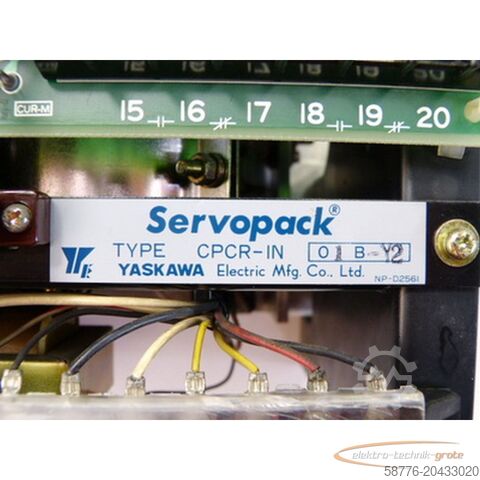 CUR-M
15 16 17 18 19 20
Servopack®
TYPE CPCR-IN 01B-Y2
YASKAWA Electric Mfg. Co., Ltd. NP-D2561
elektro-technik-grote
58776-20433020